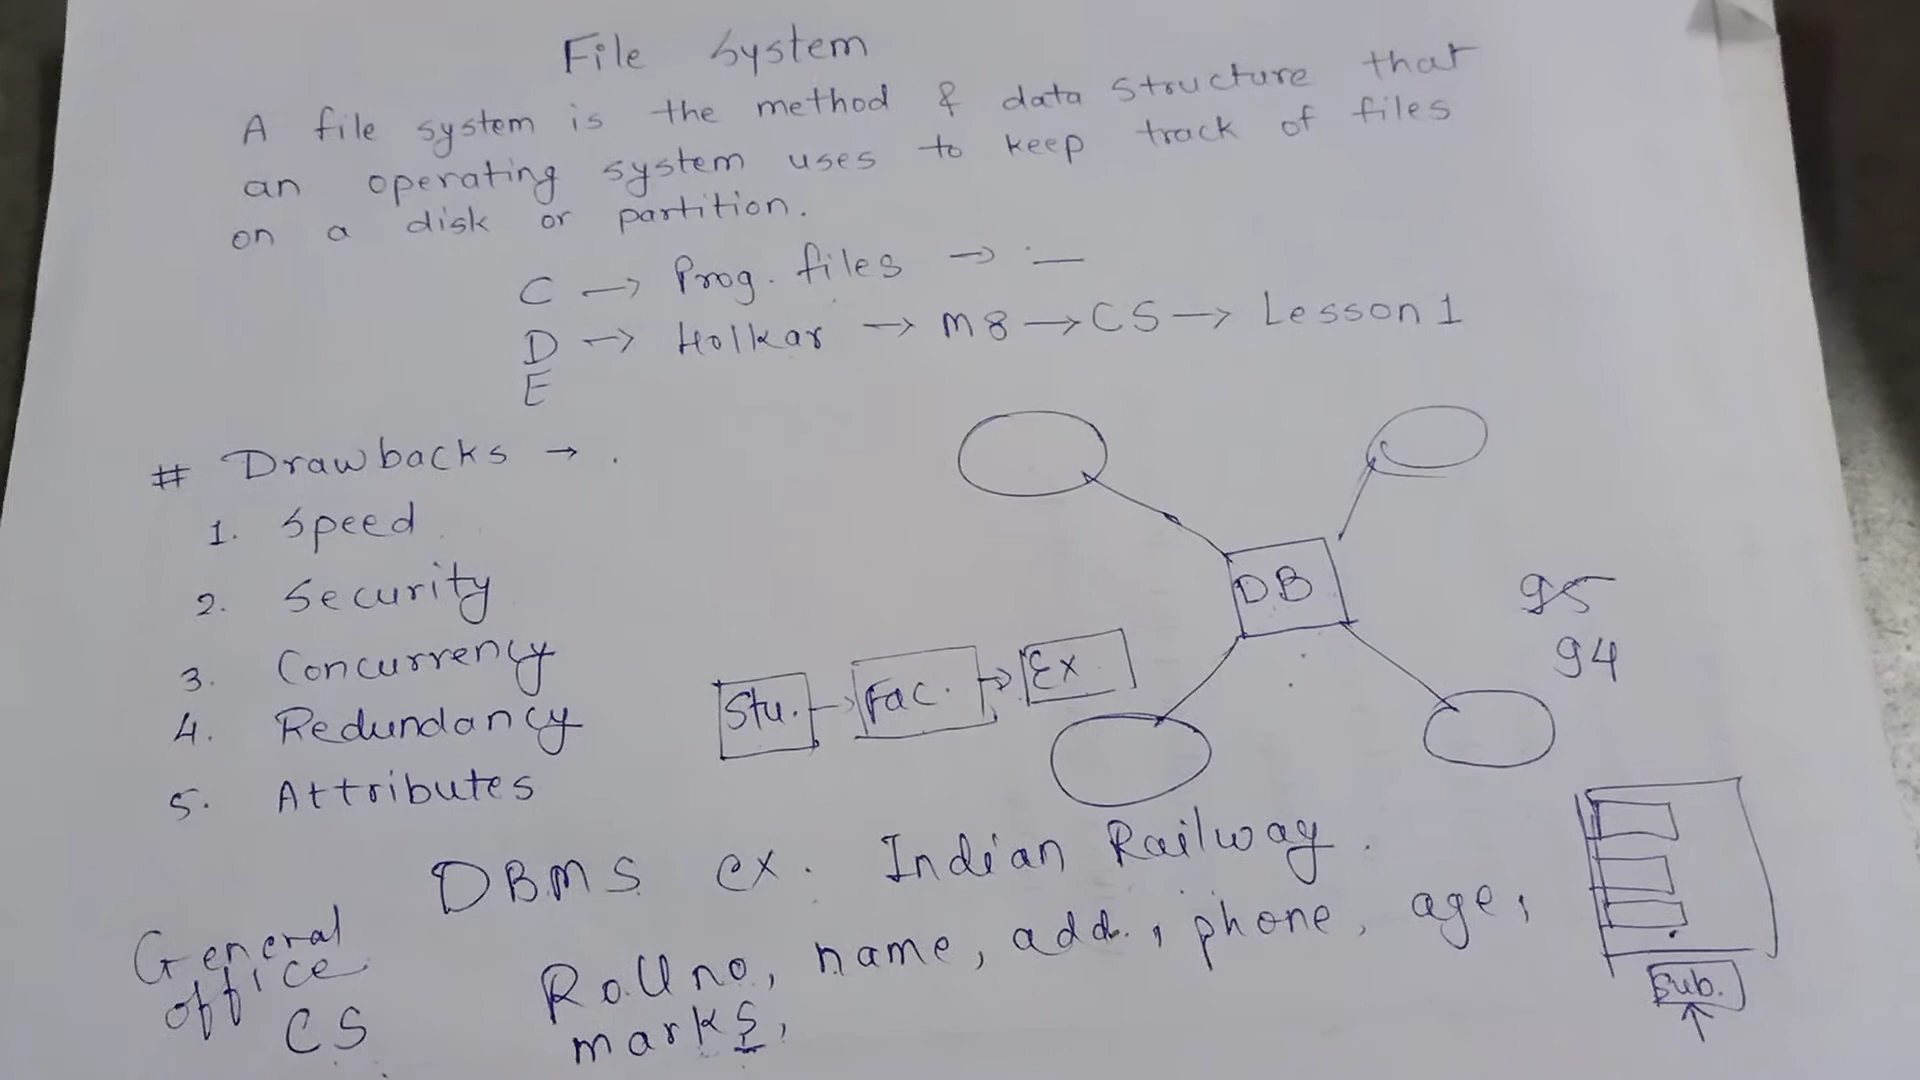 File System
A file system is the method & data structure that
an operating system uses to keep track of files
on a disk or partition.
C → Prog. files → —
D → Holkar → M8 → CS → Lesson 1
E
# Drawbacks → .
1. Speed
2. Security
3. Concurrency
4. Redundancy
5. Attributes
DB
95
94
Stu. → Fac. → Ex.
DBMS ex. Indian Railway.
General
office
CS
Roll no, name, add., phone, age,
marks,
Sub.